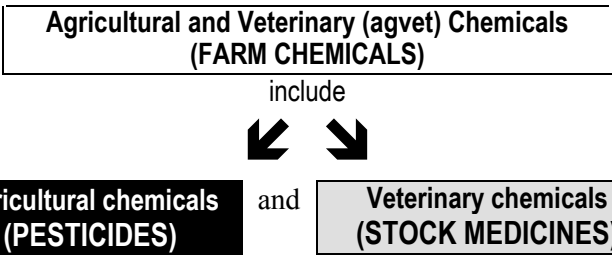 Agricultural and Veterinary (agvet) Chemicals
(FARM CHEMICALS)
include
ricultural chemicals and Veterinary chemicals
(PESTICIDES) (STOCK MEDICINES)